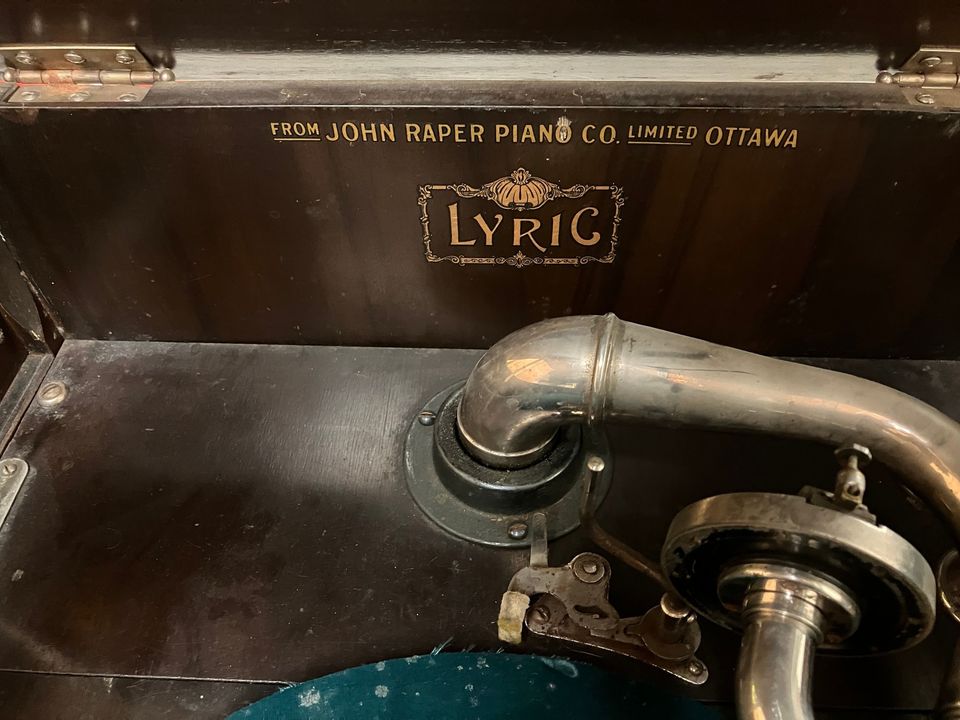 FROM JOHN RAPER PIANO CO. LIMITED OTTAWA
LYRIC